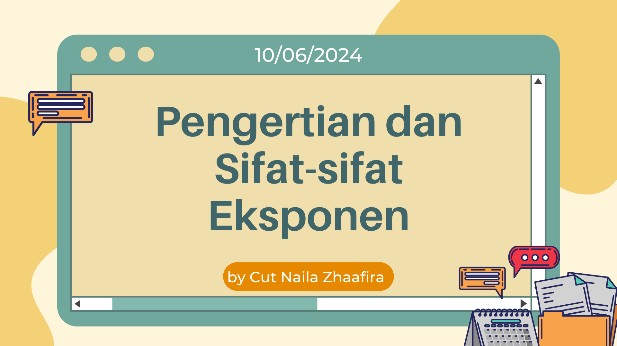 10/06/2024
Pengertian dan
Sifat-sifat
Eksponen
by Cut Naila Zhaafira